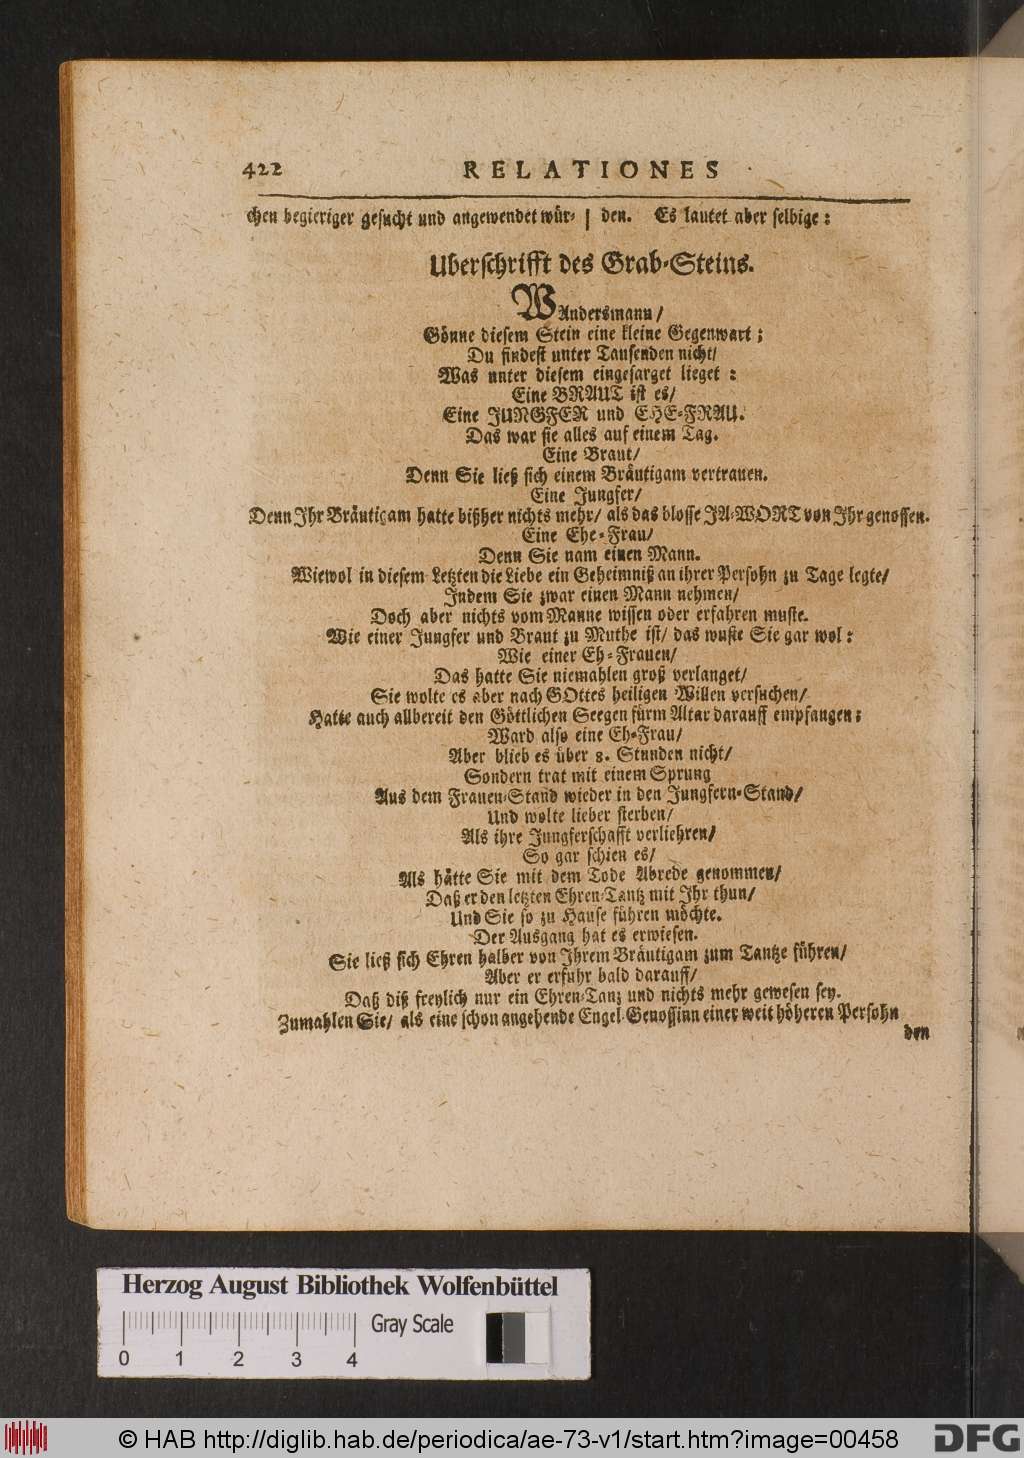 422 RELATIONES
chen begieriger gesucht und angewendet wür- | den. Es lautet aber selbige:
Uberschrifft des Grab-Steins.
WAndersmann/
Gönne diesem Stein eine kleine Gegenwart;
Du findest unter Tausenden nicht/
Was unter diesem eingesarget lieget:
Eine BRAUT ist es/
Eine JUNGFER und EHE-FRAU.
Das war sie alles auf einem Tag.
Eine Braut/
Denn Sie ließ sich einem Bräutigam vertrauen.
Eine Jungfer/
Denn Ihr Bräutigam hatte bißher nichts mehr/ als das blosse JA-WORT von Ihr genossen.
Eine Ehe-Frau/
Denn Sie nam einen Mann.
Wiewol in diesem Letzten die Liebe ein Geheimniß an ihrer Persohn zu Tage legte/
Indem Sie zwar einen Mann nehmen/
Doch aber nichts vom Manne wissen oder erfahren muste.
Wie einer Jungfer und Braut zu Muthe ist/ das wuste Sie gar wol:
Wie einer Eh-Frauen/
Das hatte Sie niemahlen groß verlanget/
Sie wolte es aber nach GOttes heiligen Willen versuchen/
Hatte auch allbereit den Göttlichen Seegen fürm Altar darauff empfangen;
Ward also eine Eh-Frau/
Aber blieb es über 8. Stunden nicht/
Sondern trat mit einem Sprung
Aus dem Frauen-Stand wieder in den Jungfern-Stand/
Und wolte lieber sterben/
Als ihre Jungferschafft verliehren/
So gar schien es/
Als hätte Sie mit dem Tode Abrede genommen/
Daß er den letzten Ehren-Tantz mit Ihr thun/
Und Sie so zu Hause führen möchte.
Der Ausgang hat es erwiesen.
Sie ließ sich Ehren halber von Ihrem Bräutigam zum Tantze führen/
Aber er erfuhr bald darauff/
Daß diß freylich nur ein Ehren-Tanz und nichts mehr gewesen sey.
Zumahlen Sie/ als eine schon angehende Engel-Genossinn einer weit höheren Persohn
den
Herzog August Bibliothek Wolfenbüttel
Gray Scale
0 1 2 3 4
© HAB http://diglib.hab.de/periodica/ae-73-v1/start.htm?image=00458 DFG